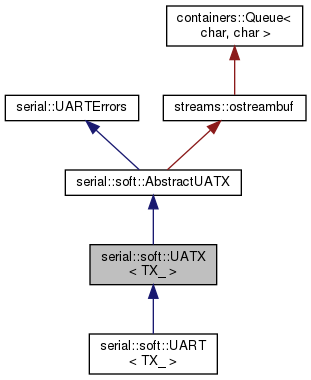 containers::Queue<
char, char >
serial::UARTErrors
streams::ostreambuf
serial::soft::AbstractUATX
serial::soft::UATX
< TX_ >
serial::soft::UART
< TX_ >